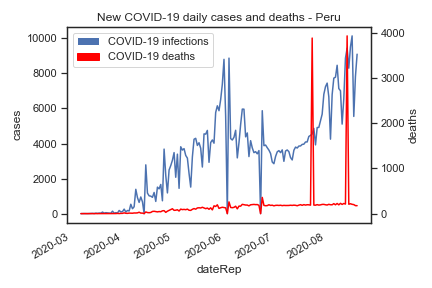 New COVID-19 daily cases and deaths - Peru
COVID-19 infections
COVID-19 deaths
10000
8000
6000
4000
2000
0
cases
4000
3000
2000
1000
0
deaths
2020-03
2020-04
2020-05
2020-06
2020-07
2020-08
dateRep